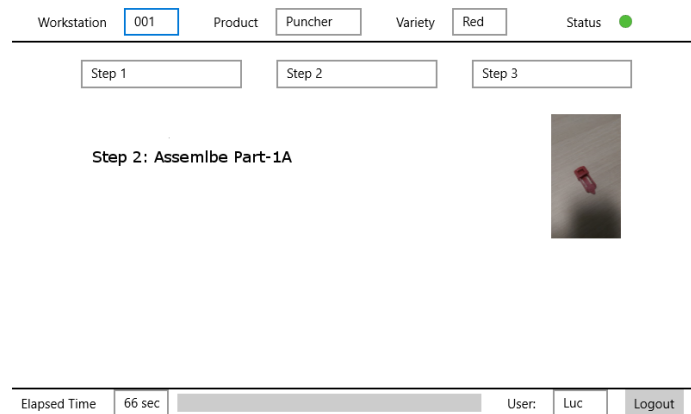 Workstation 001 Product Puncher Variety Red Status
Step 1 Step 2 Step 3
Step 2: Assemlbe Part-1A
Elapsed Time 66 sec User: Luc Logout